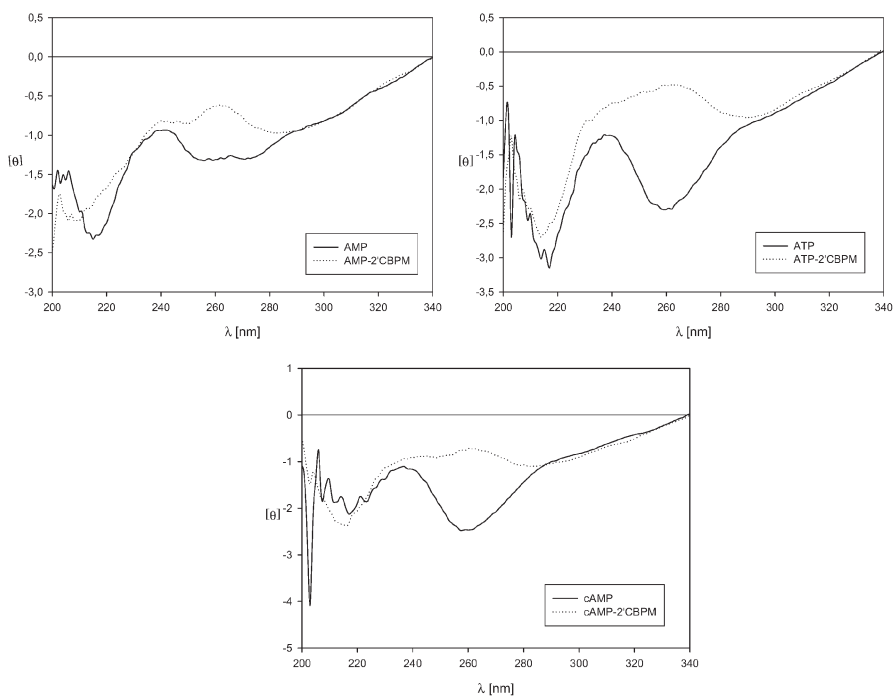 0,5
0,0
-0,5
-1,0
-1,5
-2,0
-2,5
-3,0
[θ]
200 220 240 260 280 300 320 340
λ [nm]
AMP
AMP-2'CBPM
0,5
0,0
-0,5
-1,0
-1,5
-2,0
-2,5
-3,0
-3,5
[θ]
200 220 240 260 280 300 320 340
λ [nm]
ATP
ATP-2'CBPM
1
0
-1
-2
-3
-4
-5
[θ]
200 220 240 260 280 300 320 340
λ [nm]
cAMP
cAMP-2'CBPM